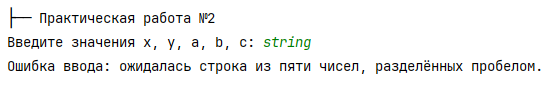 ├── Практическая работа №2
Введите значения x, y, a, b, c: string
Ошибка ввода: ожидалась строка из пяти чисел, разделённых пробелом.